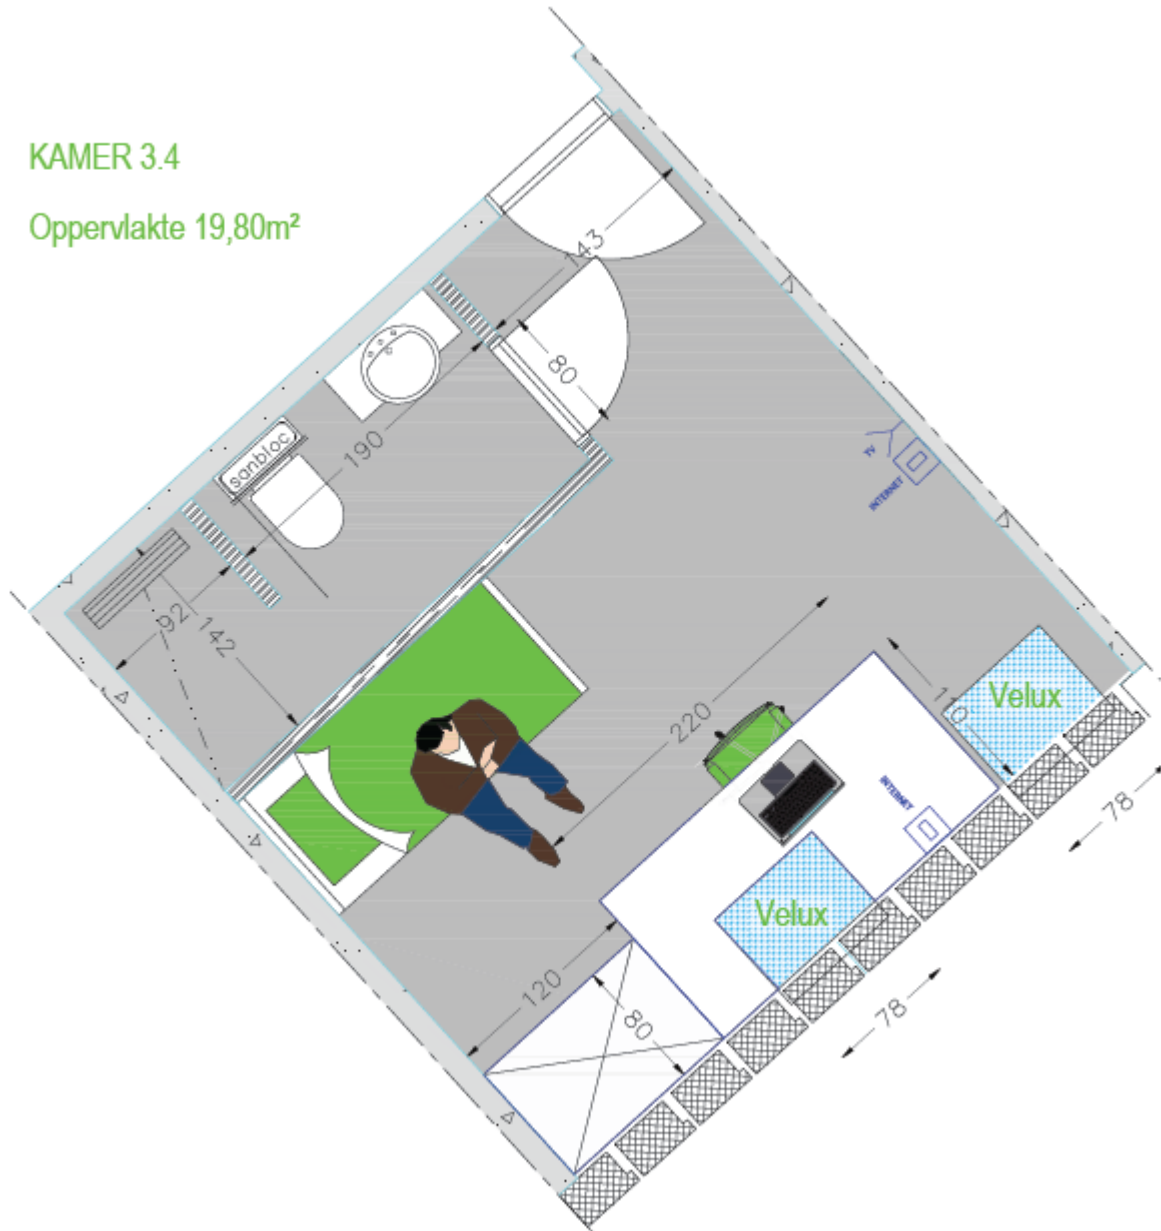 KAMER 3.4
Oppervlakte 19,80m²
143
80
190
sanbloc
TV
INTERNET
92
142
220
110
Velux
INTERNET
78
Velux
120
80
78